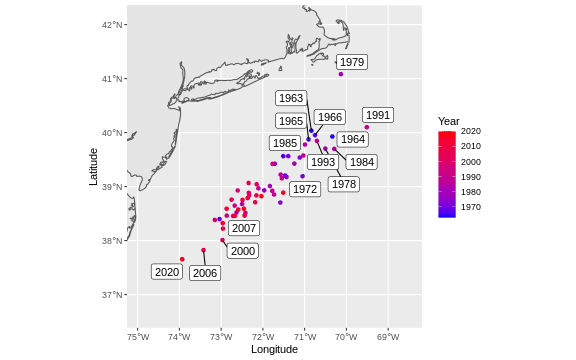 42°N
41°N
40°N
39°N
38°N
37°N
Latitude
1979
1963
1991
1966
1965
1985
1964
1993
1984
1978
1972
2007
2000
2020
2006
75°W
74°W
73°W
72°W
71°W
70°W
69°W
Longitude
Year
2020
2010
2000
1990
1980
1970